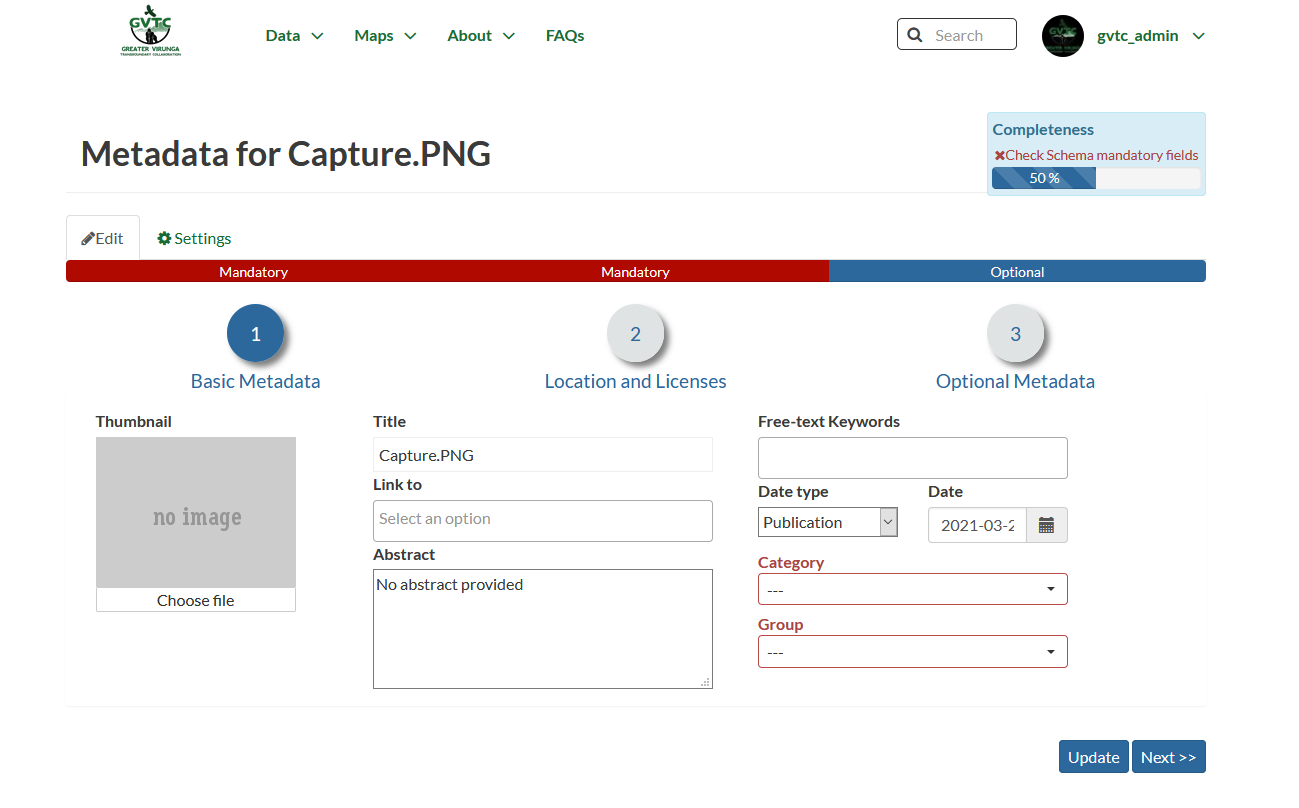 GVTC
GREATER VIRUNGA
TRANSBOUNDARY COLLABORATION
Data Maps About FAQs
Search
gvtc_admin
Metadata for Capture.PNG
Completeness
Check Schema mandatory fields
50 %
Edit
Settings
Mandatory Mandatory Optional
1 2 3
Basic Metadata Location and Licenses Optional Metadata
Thumbnail
no image
Choose file
Title
Capture.PNG
Link to
Select an option
Abstract
No abstract provided
Free-text Keywords
Date type Date
Publication 2021-03-2
Category
---
Group
---
Update Next >>